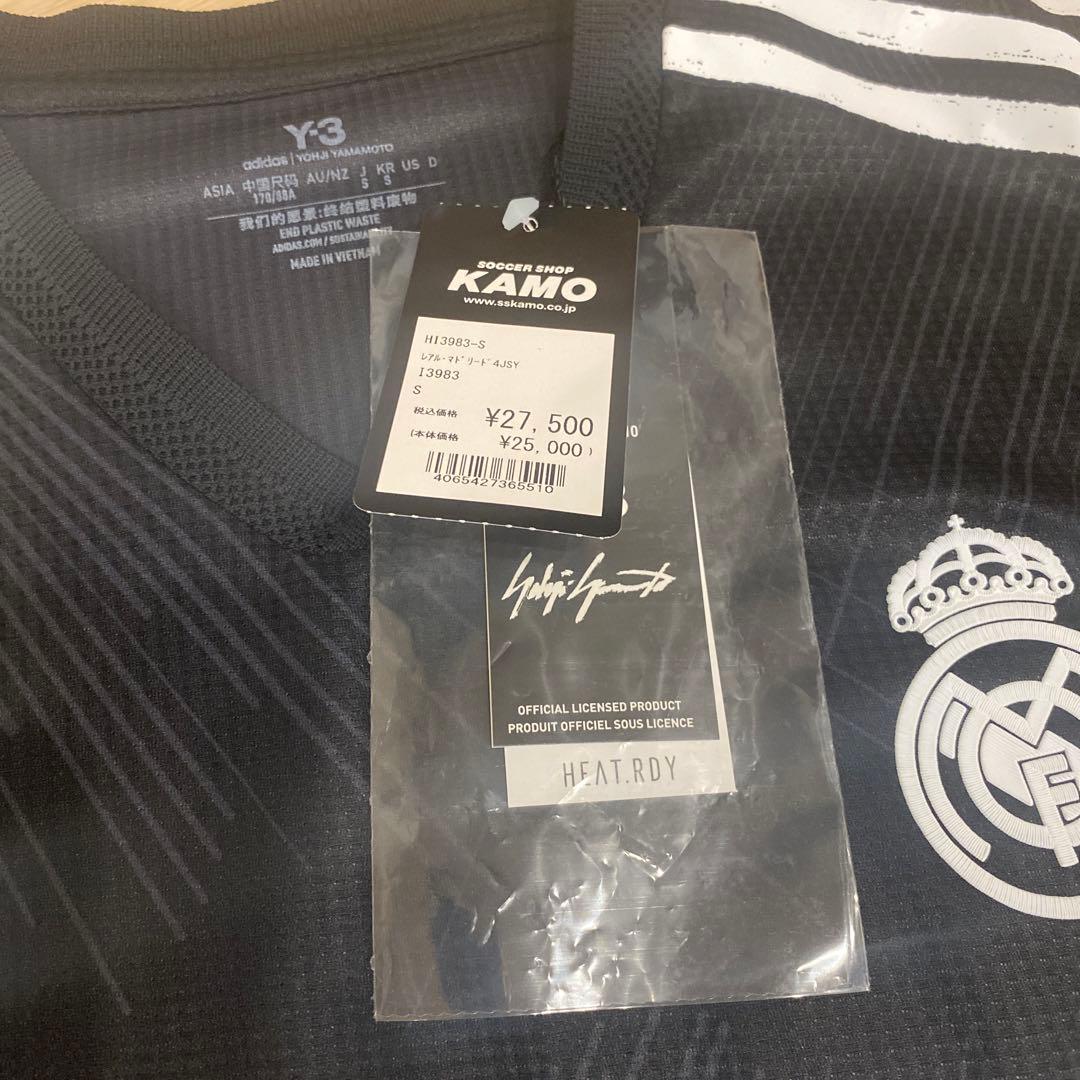 Y-3
adidas | YOHJI YAMAMOTO
ASIA 中国尺码 AU/NZ J KR US D
170/88A S S
我们的愿景:终结塑料废物
END PLASTIC WASTE
MADE IN VIETNAM
SOCCER SHOP
KAMO
www.sskamo.co.jp
HI3983-S
ﾚｱﾙ･ﾏﾄﾞﾘｰﾄﾞ4JSY
I3983
S
税込価格 ¥27,500
(本体価格 ¥25,000)
4065427365510
Yohji Yamamoto
OFFICIAL LICENSED PRODUCT
PRODUIT OFFICIEL SOUS LICENCE
HEAT.RDY